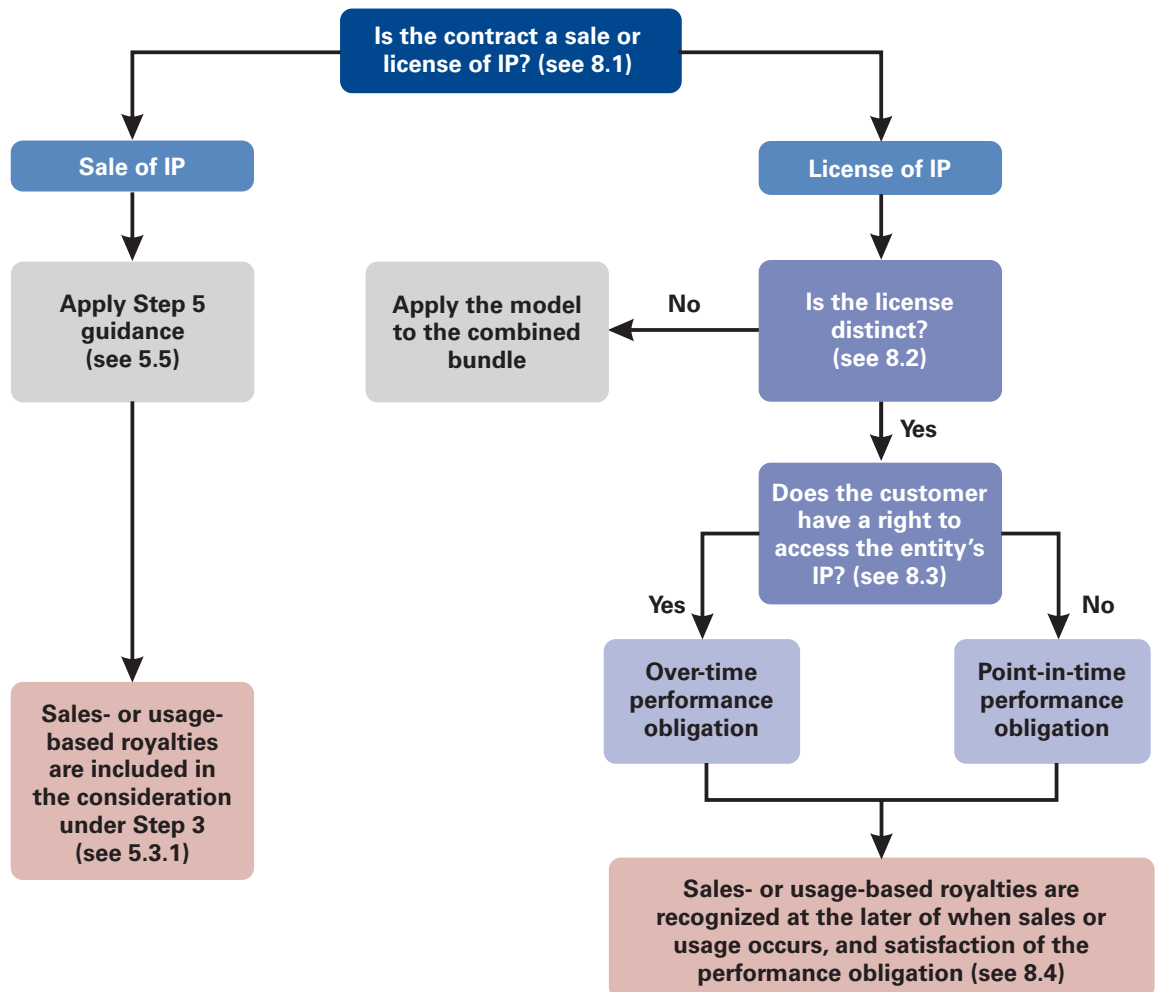 Is the contract a sale or
license of IP? (see 8.1)
Sale of IP
License of IP
Apply Step 5
guidance
(see 5.5)
Apply the model
to the combined
bundle
No
Is the license
distinct?
(see 8.2)
Yes
Does the customer
have a right to
access the entity’s
IP? (see 8.3)
Yes
No
Over-time
performance
obligation
Point-in-time
performance
obligation
Sales- or usage-
based royalties
are included in
the consideration
under Step 3
(see 5.3.1)
Sales- or usage-based royalties are
recognized at the later of when sales or
usage occurs, and satisfaction of the
performance obligation (see 8.4)